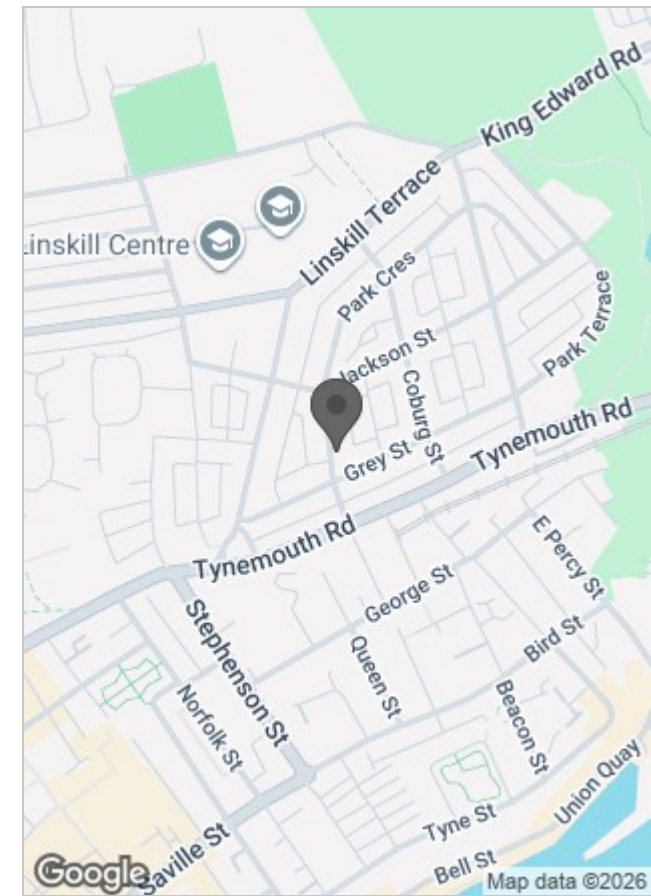 King Edward Rd
Linskill Terrace
Linskill Centre
Park Cres
Jackson St
Park Terrace
Coburg St
Tynemouth Rd
Grey St
Tynemouth Rd
E Percy St
George St
Stephenson St
Queen St
Bird St
Norfolk St
Beacon St
Union Quay
Tyne St
Saville St
Bell St
Google
Map data ©2026